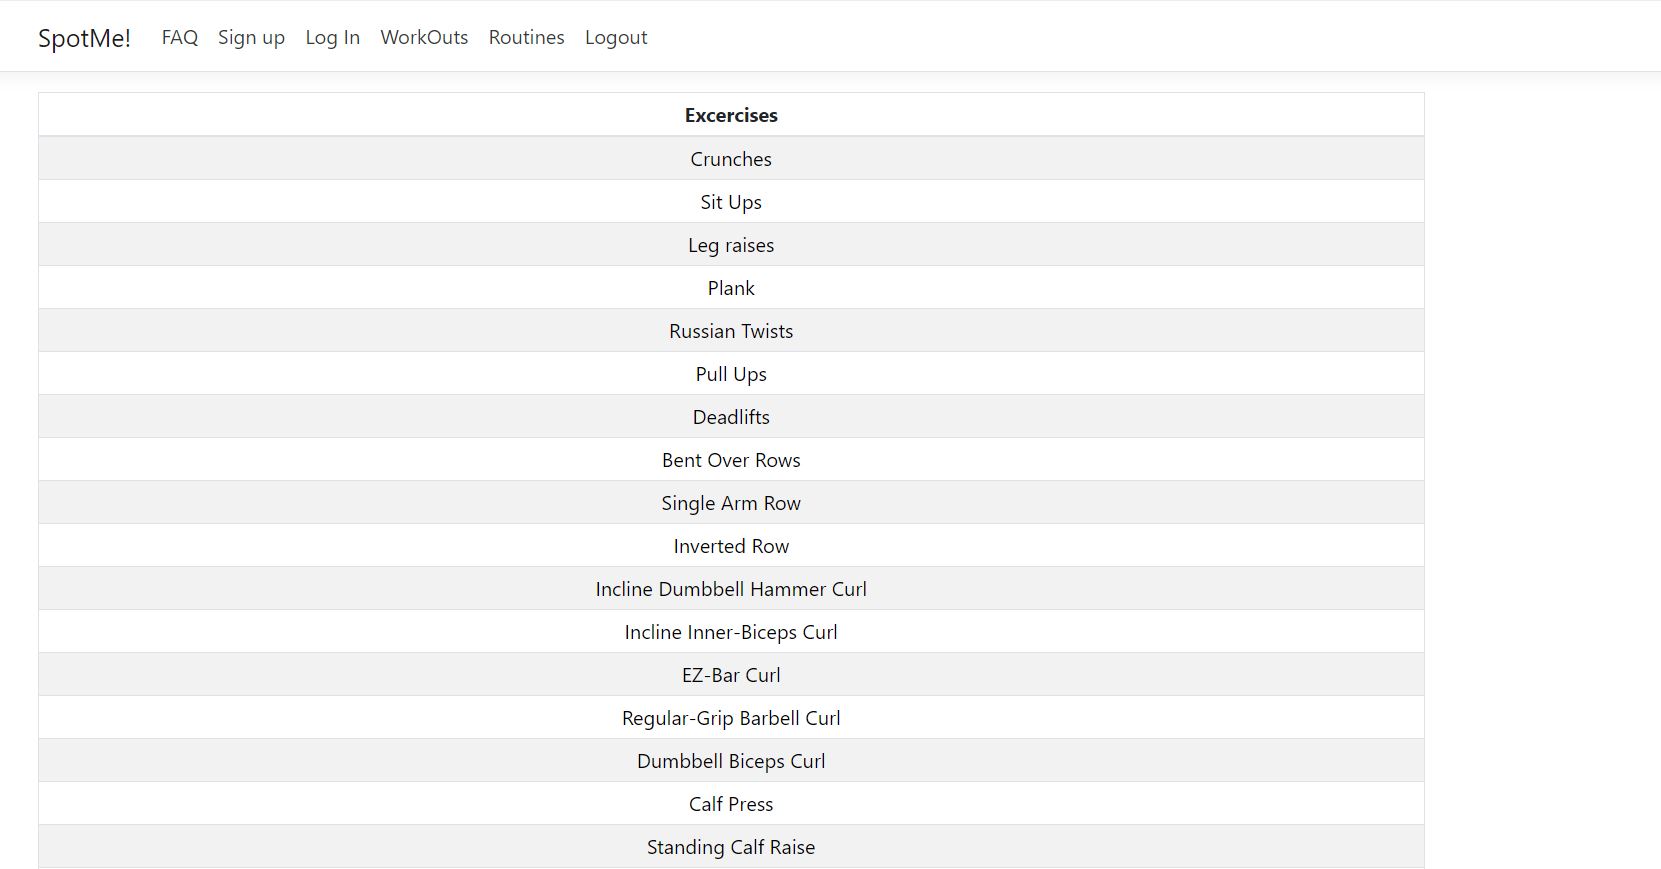 SpotMe! FAQ Sign up Log In WorkOuts Routines Logout
Excercises
Crunches
Sit Ups
Leg raises
Plank
Russian Twists
Pull Ups
Deadlifts
Bent Over Rows
Single Arm Row
Inverted Row
Incline Dumbbell Hammer Curl
Incline Inner-Biceps Curl
EZ-Bar Curl
Regular-Grip Barbell Curl
Dumbbell Biceps Curl
Calf Press
Standing Calf Raise